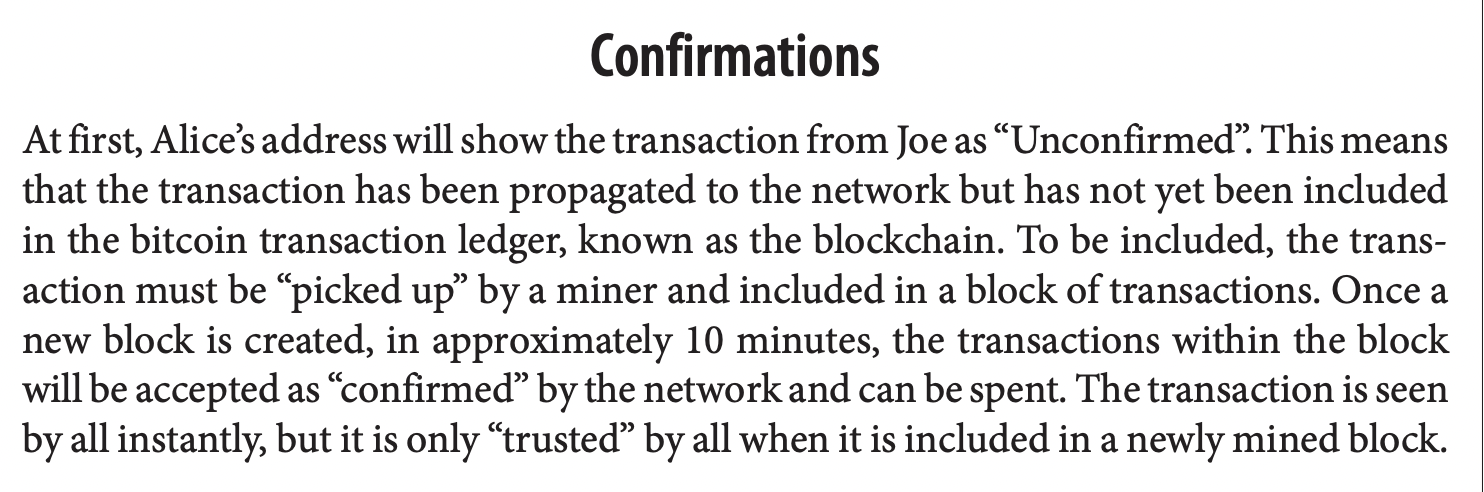 Confirmations
At first, Alice’s address will show the transaction from Joe as “Unconfirmed”. This means
that the transaction has been propagated to the network but has not yet been included
in the bitcoin transaction ledger, known as the blockchain. To be included, the trans-
action must be “picked up” by a miner and included in a block of transactions. Once a
new block is created, in approximately 10 minutes, the transactions within the block
will be accepted as “confirmed” by the network and can be spent. The transaction is seen
by all instantly, but it is only “trusted” by all when it is included in a newly mined block.